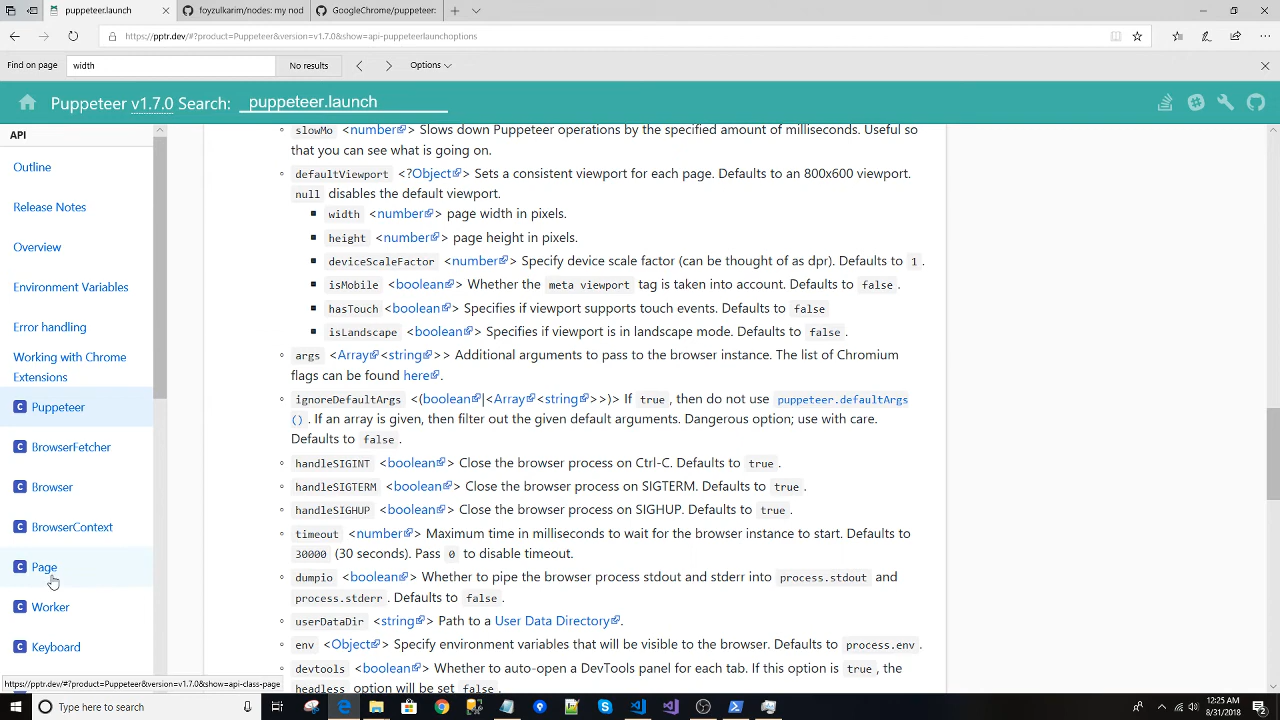 puppeteer.launch
foyzulkarim/nodes: my nod
GoogleChrome/puppeteer:
https://pptr.dev/#?product=Puppeteer&version=v1.7.0&show=api-puppeteerlaunchoptions
Find on page
width
No results
Options
Puppeteer v1.7.0 Search: puppeteer.launch
API
Outline
Release Notes
Overview
Environment Variables
Error handling
Working with Chrome
Extensions
C Puppeteer
C BrowserFetcher
C Browser
C BrowserContext
C Page
C Worker
C Keyboard
slowMo <number> Slows down Puppeteer operations by the specified amount of milliseconds. Useful so
that you can see what is going on.
defaultViewport <?Object> Sets a consistent viewport for each page. Defaults to an 800x600 viewport.
null disables the default viewport.
width <number> page width in pixels.
height <number> page height in pixels.
deviceScaleFactor <number> Specify device scale factor (can be thought of as dpr). Defaults to 1.
isMobile <boolean> Whether the meta viewport tag is taken into account. Defaults to false.
hasTouch <boolean> Specifies if viewport supports touch events. Defaults to false
isLandscape <boolean> Specifies if viewport is in landscape mode. Defaults to false.
args <Array<string>> Additional arguments to pass to the browser instance. The list of Chromium
flags can be found here.
ignoreDefaultArgs <(boolean|<Array<string>>)> If true, then do not use puppeteer.defaultArgs
(). If an array is given, then filter out the given default arguments. Dangerous option; use with care.
Defaults to false.
handleSIGINT <boolean> Close the browser process on Ctrl-C. Defaults to true.
handleSIGTERM <boolean> Close the browser process on SIGTERM. Defaults to true.
handleSIGHUP <boolean> Close the browser process on SIGHUP. Defaults to true.
timeout <number> Maximum time in milliseconds to wait for the browser instance to start. Defaults to
30000 (30 seconds). Pass 0 to disable timeout.
dumpio <boolean> Whether to pipe the browser process stdout and stderr into process.stdout and
process.stderr. Defaults to false.
userDataDir <string> Path to a User Data Directory.
env <Object> Specify environment variables that will be visible to the browser. Defaults to process.env.
devtools <boolean> Whether to auto-open a DevTools panel for each tab. If this option is true, the
headless option will be set false.
https://pptr.dev/#?product=Puppeteer&version=v1.7.0&show=api-class-page
Type here to search
12:25 AM
8/31/2018